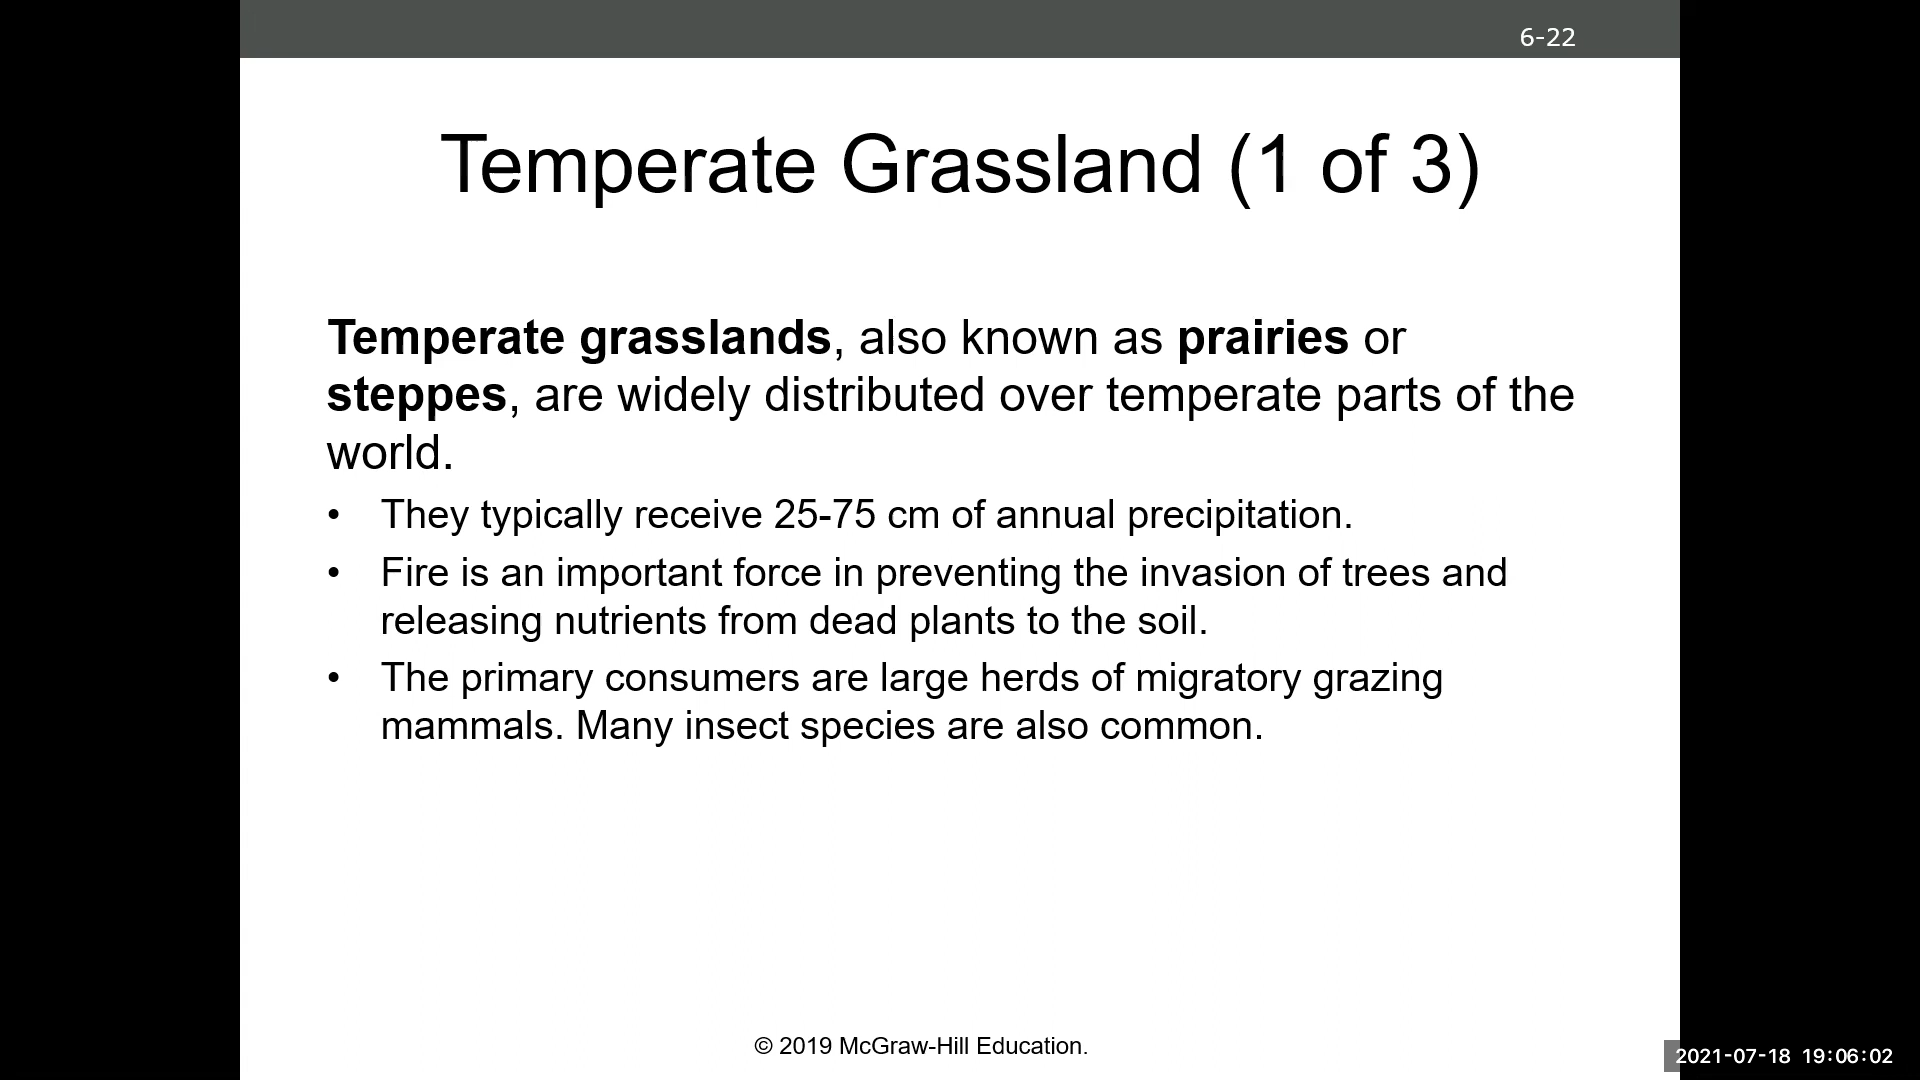 6-22
Temperate Grassland (1 of 3)
Temperate grasslands, also known as prairies or
steppes, are widely distributed over temperate parts of the
world.
• They typically receive 25-75 cm of annual precipitation.
• Fire is an important force in preventing the invasion of trees and
releasing nutrients from dead plants to the soil.
• The primary consumers are large herds of migratory grazing
mammals. Many insect species are also common.
© 2019 McGraw-Hill Education.
2021-07-18 19:06:02